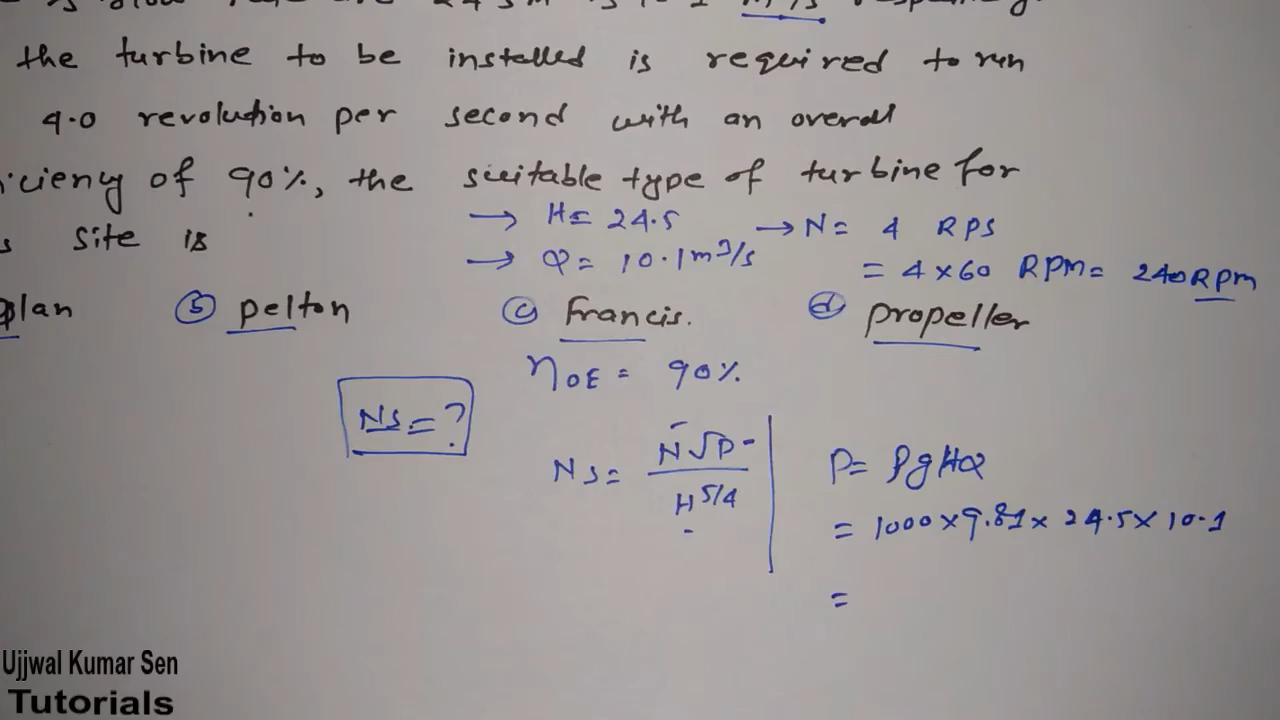 the turbine to be installed is required to run
4.0 revolution per second with an overall
iciency of 90%, the suitable type of turbine for
s site is
→ H = 24.5
→ N = 4 RPS
→ Q = 10.1 m³/s
= 4 × 60 RPM = 240 RPM
plan ⓑ pelton ⓒ Francis. ⓓ propeller
ηOE = 90%
NS = ?
NS = N√P / H^5/4
P = ρgHQ
= 1000 × 9.81 × 24.5 × 10.1
=
Ujjwal Kumar Sen
Tutorials